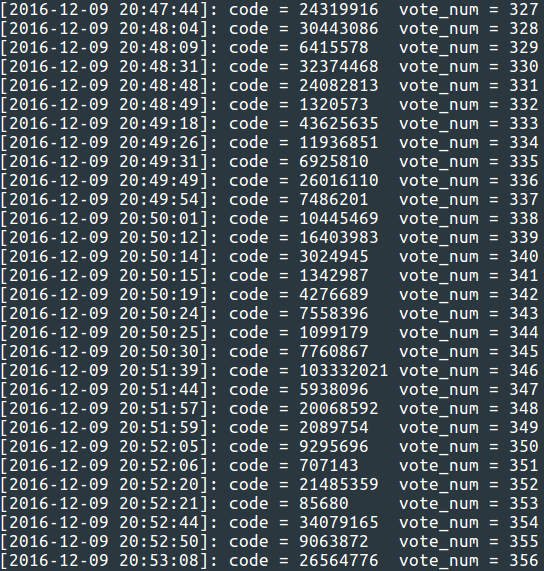 [2016-12-09 20:47:44]: code = 24319916 vote_num = 327
[2016-12-09 20:48:04]: code = 30443086 vote_num = 328
[2016-12-09 20:48:09]: code = 6415578 vote_num = 329
[2016-12-09 20:48:31]: code = 32374468 vote_num = 330
[2016-12-09 20:48:48]: code = 24082813 vote_num = 331
[2016-12-09 20:48:49]: code = 1320573 vote_num = 332
[2016-12-09 20:49:18]: code = 43625635 vote_num = 333
[2016-12-09 20:49:26]: code = 11936851 vote_num = 334
[2016-12-09 20:49:31]: code = 6925810 vote_num = 335
[2016-12-09 20:49:49]: code = 26016110 vote_num = 336
[2016-12-09 20:49:54]: code = 7486201 vote_num = 337
[2016-12-09 20:50:01]: code = 10445469 vote_num = 338
[2016-12-09 20:50:12]: code = 16403983 vote_num = 339
[2016-12-09 20:50:14]: code = 3024945 vote_num = 340
[2016-12-09 20:50:15]: code = 1342987 vote_num = 341
[2016-12-09 20:50:19]: code = 4276689 vote_num = 342
[2016-12-09 20:50:24]: code = 7558396 vote_num = 343
[2016-12-09 20:50:25]: code = 1099179 vote_num = 344
[2016-12-09 20:50:30]: code = 7760867 vote_num = 345
[2016-12-09 20:51:39]: code = 103332021 vote_num = 346
[2016-12-09 20:51:44]: code = 5938096 vote_num = 347
[2016-12-09 20:51:57]: code = 20068592 vote_num = 348
[2016-12-09 20:51:59]: code = 2089754 vote_num = 349
[2016-12-09 20:52:05]: code = 9295696 vote_num = 350
[2016-12-09 20:52:06]: code = 707143 vote_num = 351
[2016-12-09 20:52:20]: code = 21485359 vote_num = 352
[2016-12-09 20:52:21]: code = 85680 vote_num = 353
[2016-12-09 20:52:44]: code = 34079165 vote_num = 354
[2016-12-09 20:52:50]: code = 9063872 vote_num = 355
[2016-12-09 20:53:08]: code = 26564776 vote_num = 356